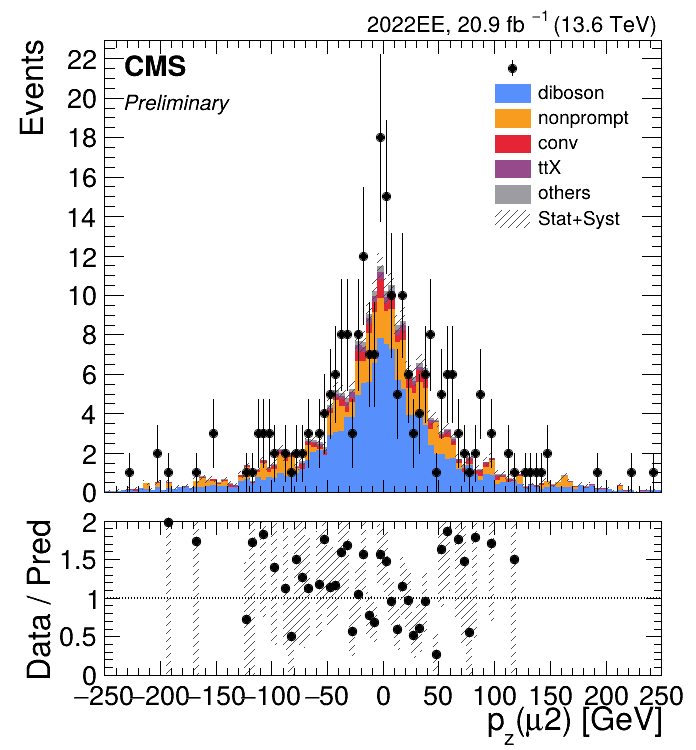 2022EE, 20.9 fb⁻¹ (13.6 TeV)
Events
CMS
Preliminary
diboson
nonprompt
conv
ttX
others
Stat+Syst
22
20
18
16
14
12
10
8
6
4
2
0
Data / Pred
2
1.5
1
0.5
0
−250 −200 −150 −100 −50 0 50 100 150 200 250
p_z(μ2) [GeV]